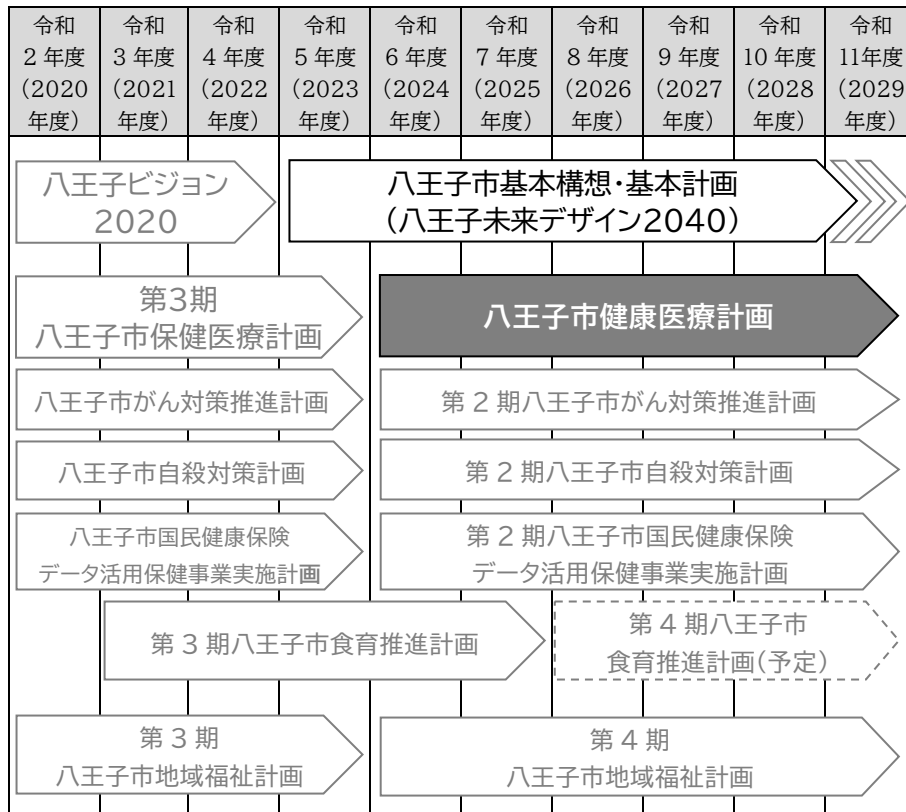 令和
2年度
(2020
年度)
令和
3年度
(2021
年度)
令和
4年度
(2022
年度)
令和
5年度
(2023
年度)
令和
6年度
(2024
年度)
令和
7年度
(2025
年度)
令和
8年度
(2026
年度)
令和
9年度
(2027
年度)
令和
10年度
(2028
年度)
令和
11年度
(2029
年度)
八王子ビジョン
2020
八王子市基本構想・基本計画
(八王子未来デザイン2040)
第3期
八王子市保健医療計画
八王子市健康医療計画
八王子市がん対策推進計画
第2期八王子市がん対策推進計画
八王子市自殺対策計画
第2期八王子市自殺対策計画
八王子市国民健康保険
データ活用保健事業実施計画
第2期八王子市国民健康保険
データ活用保健事業実施計画
第3期八王子市食育推進計画
第4期八王子市
食育推進計画(予定)
第3期
八王子市地域福祉計画
第4期
八王子市地域福祉計画